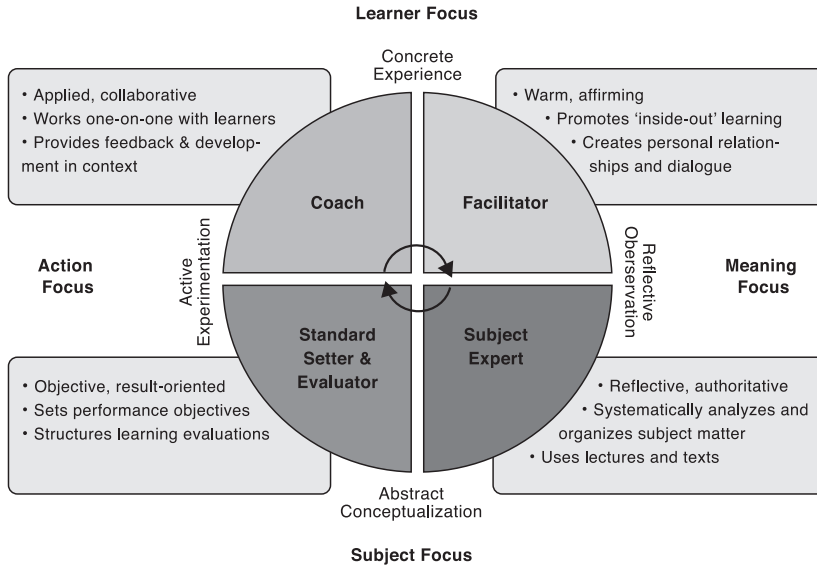 Learner Focus
Concrete
Experience
• Applied, collaborative
• Works one-on-one with learners
• Provides feedback & develop-
ment in context
• Warm, affirming
• Promotes ‘inside-out’ learning
• Creates personal relation-
ships and dialogue
Coach
Facilitator
Action
Focus
Active
Experimentation
Reflective
Oberservation
Meaning
Focus
Standard
Setter &
Evaluator
Subject
Expert
• Objective, result-oriented
• Sets performance objectives
• Structures learning evaluations
• Reflective, authoritative
• Systematically analyzes and
organizes subject matter
• Uses lectures and texts
Abstract
Conceptualization
Subject Focus